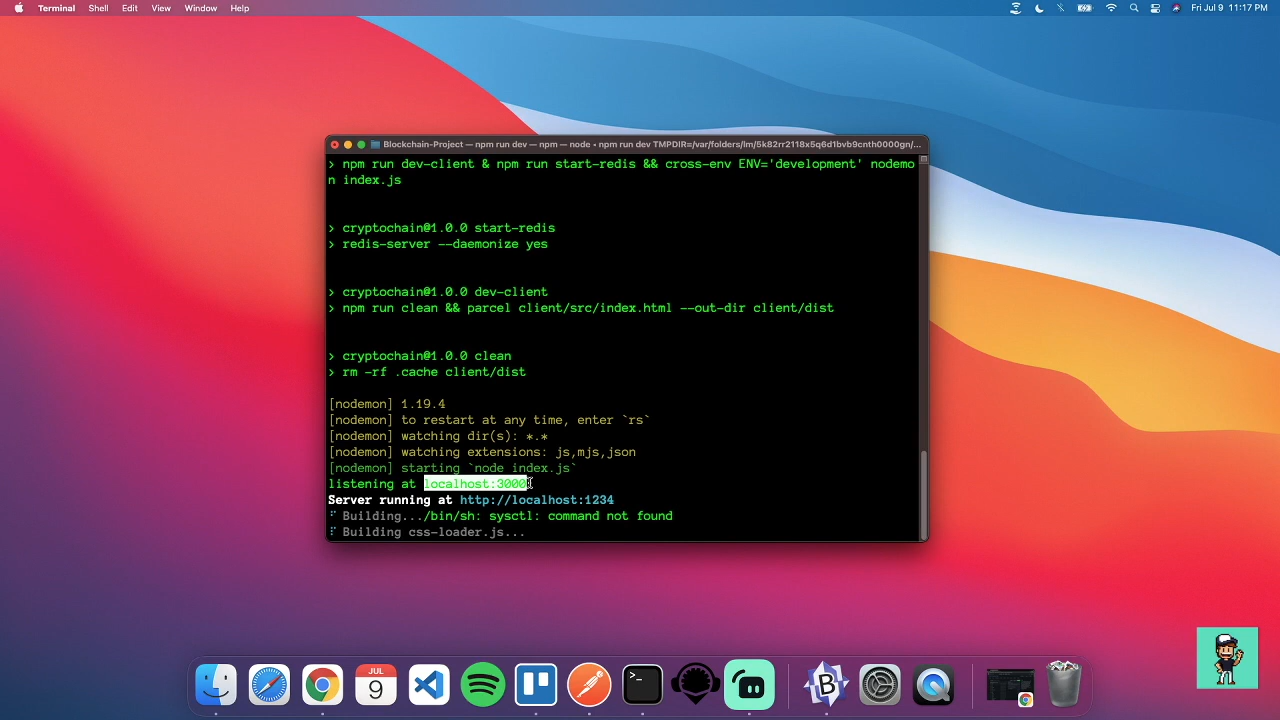 Terminal Shell Edit View Window Help Fri Jul 9 11:17 PM
Blockchain-Project — npm run dev — npm — node • npm run dev TMPDIR=/var/folders/lm/5k82rr2118x5q6d1bvb9cnth0000gn/...
> npm run dev-client & npm run start-redis && cross-env ENV='development' nodemo
n index.js
> cryptochain@1.0.0 start-redis
> redis-server --daemonize yes
> cryptochain@1.0.0 dev-client
> npm run clean && parcel client/src/index.html --out-dir client/dist
> cryptochain@1.0.0 clean
> rm -rf .cache client/dist
[nodemon] 1.19.4
[nodemon] to restart at any time, enter `rs`
[nodemon] watching dir(s): *.*
[nodemon] watching extensions: js,mjs,json
[nodemon] starting `node index.js`
listening at localhost:3000
Server running at http://localhost:1234
⠋ Building.../bin/sh: sysctl: command not found
⠋ Building css-loader.js...
JUL
9